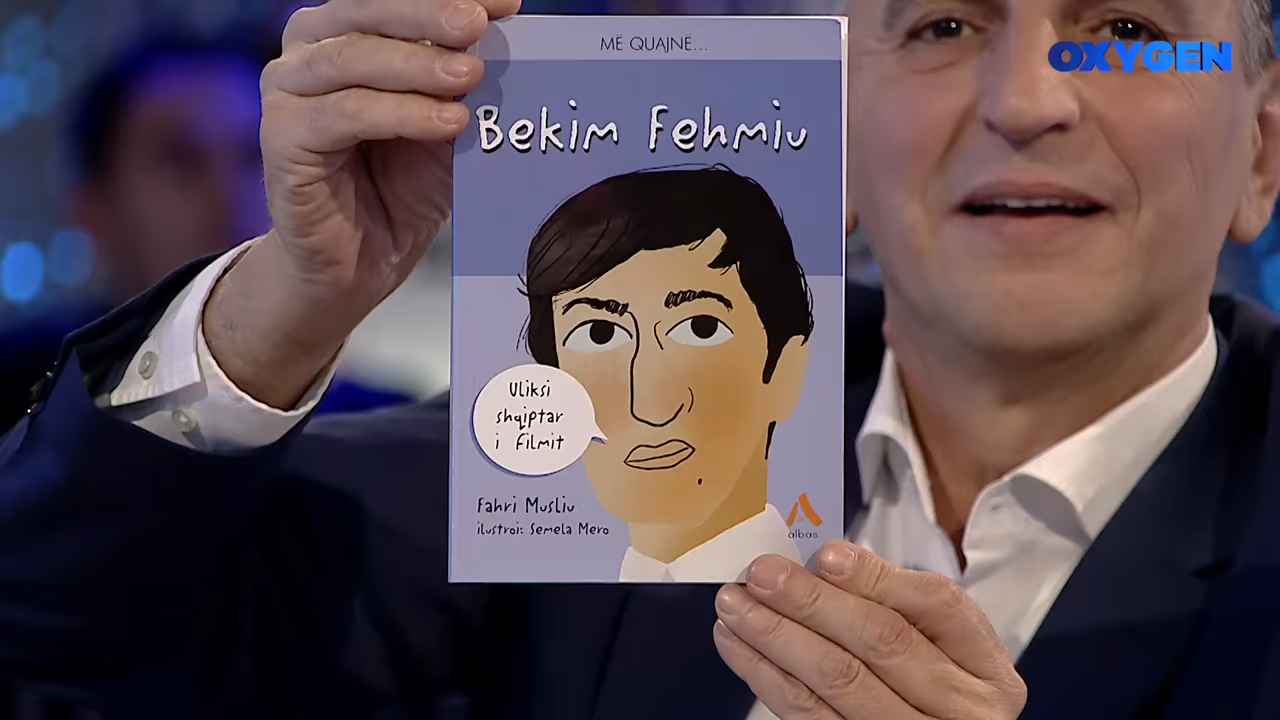 MË QUAJNË...
OXYGEN
Bekim Fehmiu
Uliksi
shqiptar
i filmit
Fahri Musliu
ilustroi: Semela Mero
albas